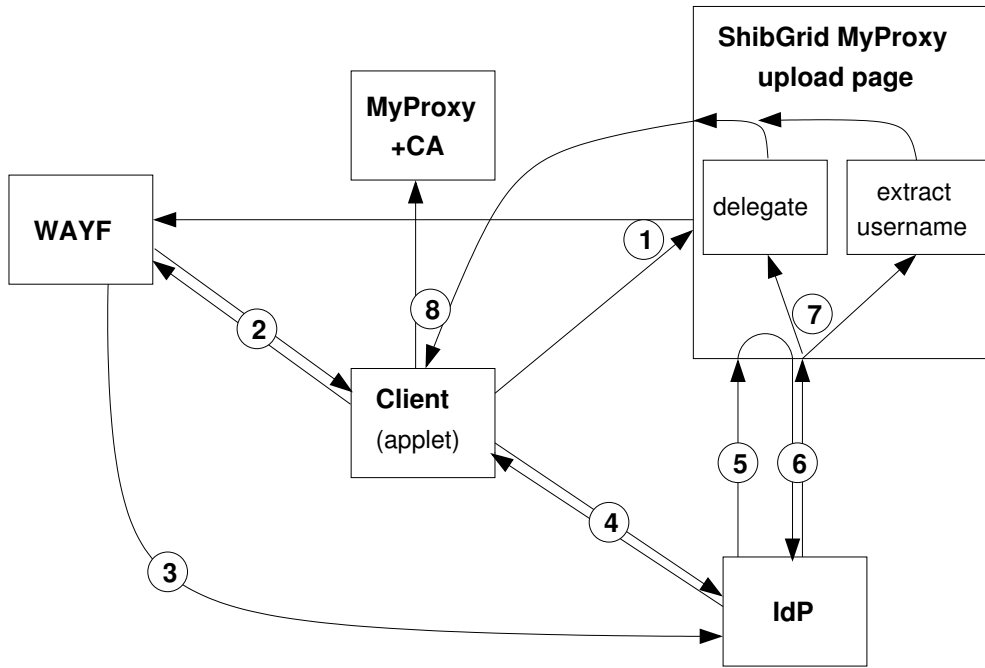 ShibGrid MyProxy
upload page
MyProxy
+CA
delegate
extract
username
WAYF
1
2
8
7
Client
(applet)
5
6
4
3
IdP